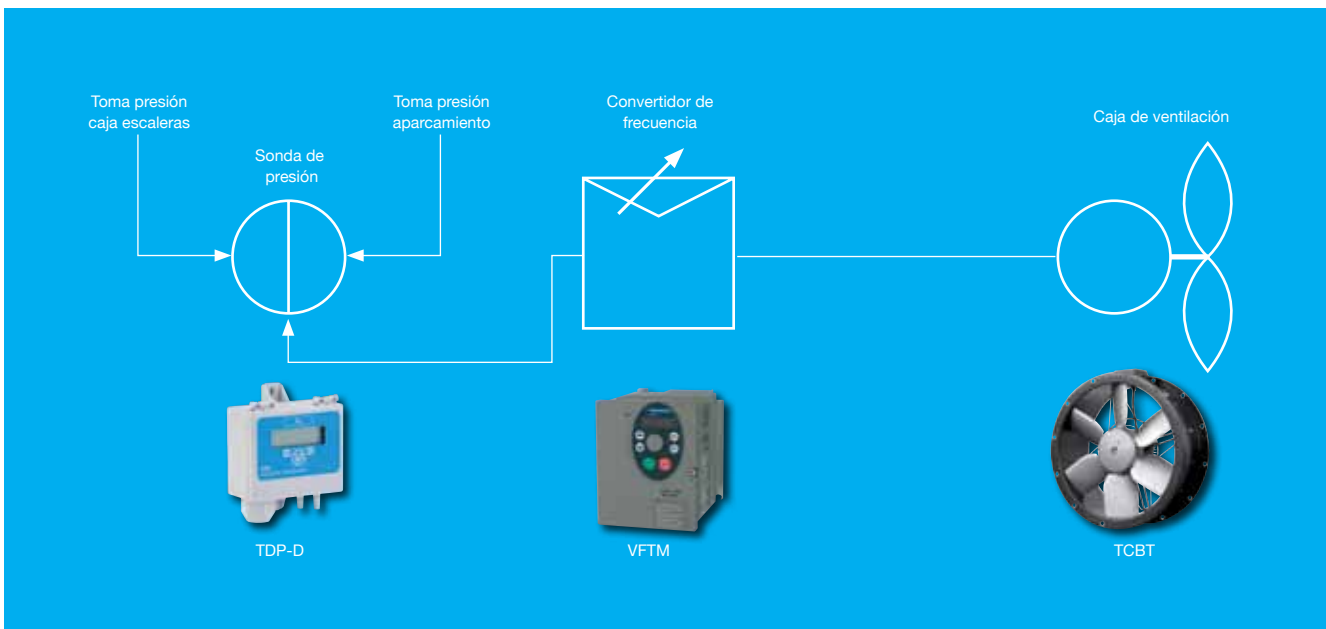 Toma presión
caja escaleras
Toma presión
aparcamiento
Convertidor de
frecuencia
Caja de ventilación
Sonda de
presión
TDP-D
VFTM
TCBT